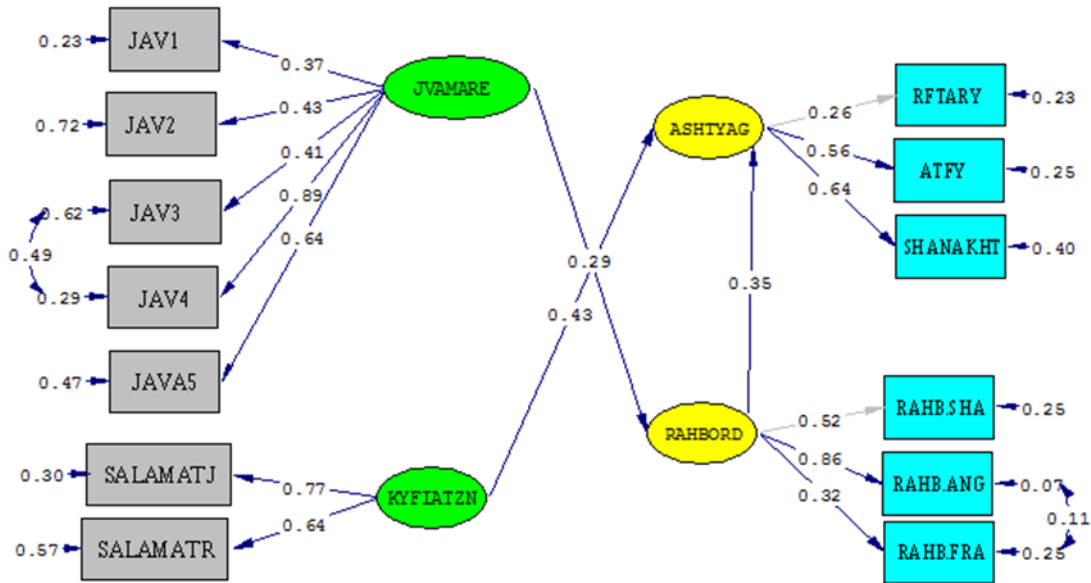 0.23
JAV1
0.37
JVAMARE
0.72
JAV2
0.43
ASHTYAG
0.26
RFTARY
0.23
0.56
ATFY
0.25
0.62
JAV3
0.41
0.64
SHANAKHT
0.40
0.49
0.89
0.29
JAV4
0.64
0.29
0.35
0.43
0.47
JAVA5
RAHBORD
0.52
RAHB.SHA
0.25
0.30
SALAMATJ
0.77
KYFIATZN
0.86
RAHB.ANG
0.07
0.11
0.57
SALAMATR
0.64
0.32
RAHB.FRA
0.25